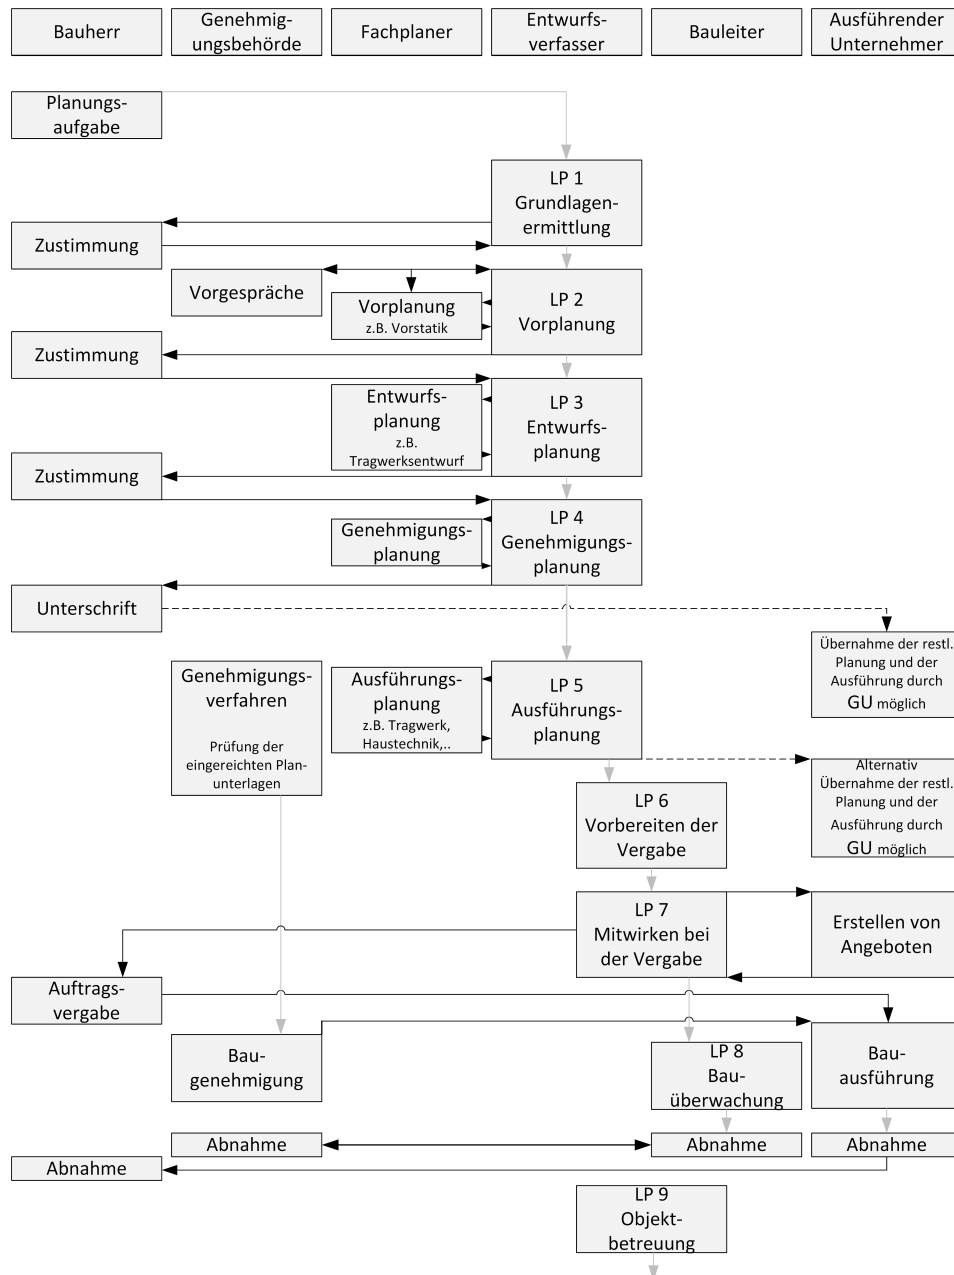 Bauherr
Genehmig-
ungsbehörde
Fachplaner
Entwurfs-
verfasser
Bauleiter
Ausführender
Unternehmer
Planungs-
aufgabe
LP 1
Grundlagen-
ermittlung
Zustimmung
Vorgespräche
Vorplanung
z.B. Vorstatik
LP 2
Vorplanung
Zustimmung
Entwurfs-
planung
z.B.
Tragwerksentwurf
LP 3
Entwurfs-
planung
Zustimmung
Genehmigungs-
planung
LP 4
Genehmigungs-
planung
Unterschrift
Übernahme der restl.
Planung und der
Ausführung durch
GU möglich
Genehmigungs-
verfahren
Prüfung der
eingereichten Plan-
unterlagen
Ausführungs-
planung
z.B. Tragwerk,
Haustechnik,..
LP 5
Ausführungs-
planung
Alternativ
Übernahme der restl.
Planung und der
Ausführung durch
GU möglich
LP 6
Vorbereiten der
Vergabe
LP 7
Mitwirken bei
der Vergabe
Erstellen von
Angeboten
Auftrags-
vergabe
Bau-
genehmigung
LP 8
Bau-
überwachung
Bau-
ausführung
Abnahme
Abnahme
Abnahme
Abnahme
LP 9
Objekt-
betreuung